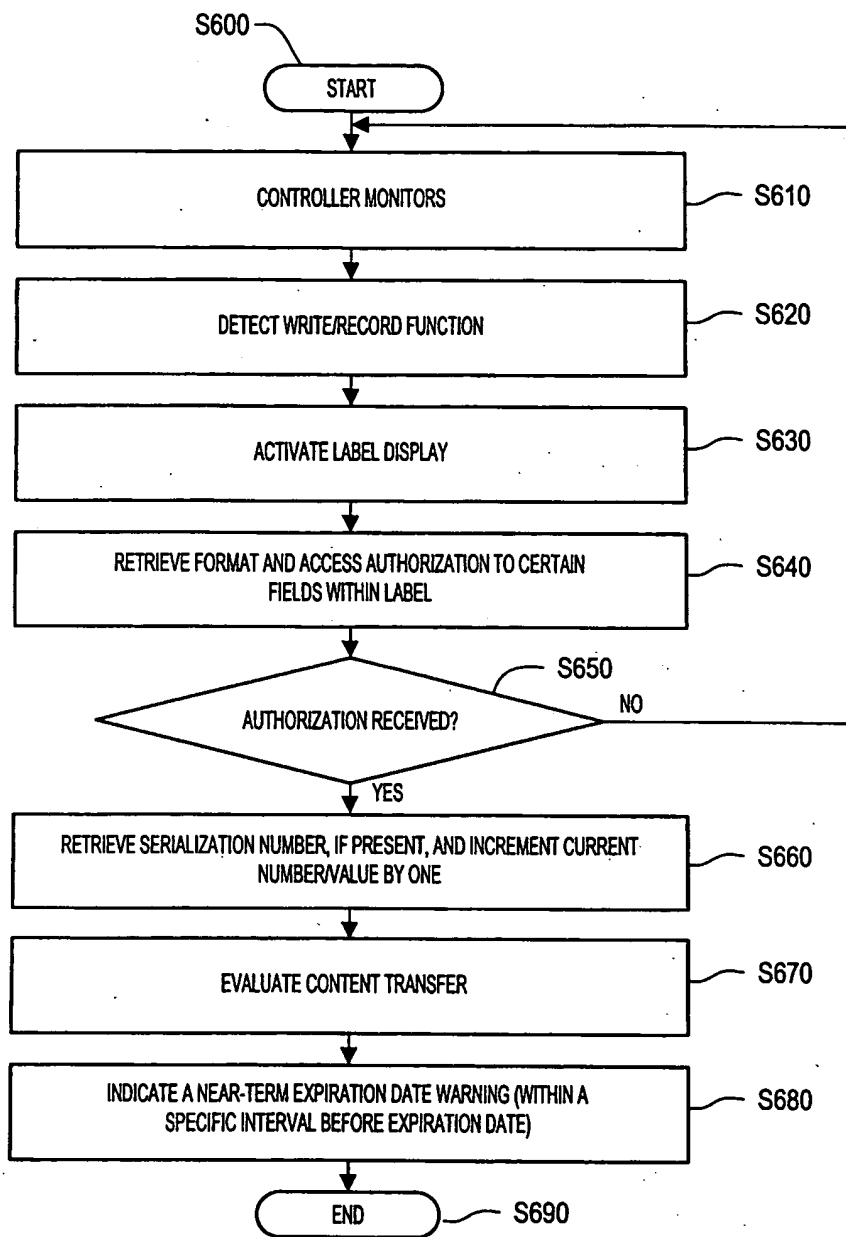 S600
START
CONTROLLER MONITORS
S610
DETECT WRITE/RECORD FUNCTION
S620
ACTIVATE LABEL DISPLAY
S630
RETRIEVE FORMAT AND ACCESS AUTHORIZATION TO CERTAIN
FIELDS WITHIN LABEL
S640
S650
AUTHORIZATION RECEIVED?
NO
YES
RETRIEVE SERIALIZATION NUMBER, IF PRESENT, AND INCREMENT CURRENT
NUMBER/VALUE BY ONE
S660
EVALUATE CONTENT TRANSFER
S670
INDICATE A NEAR-TERM EXPIRATION DATE WARNING (WITHIN A
SPECIFIC INTERVAL BEFORE EXPIRATION DATE)
S680
END
S690